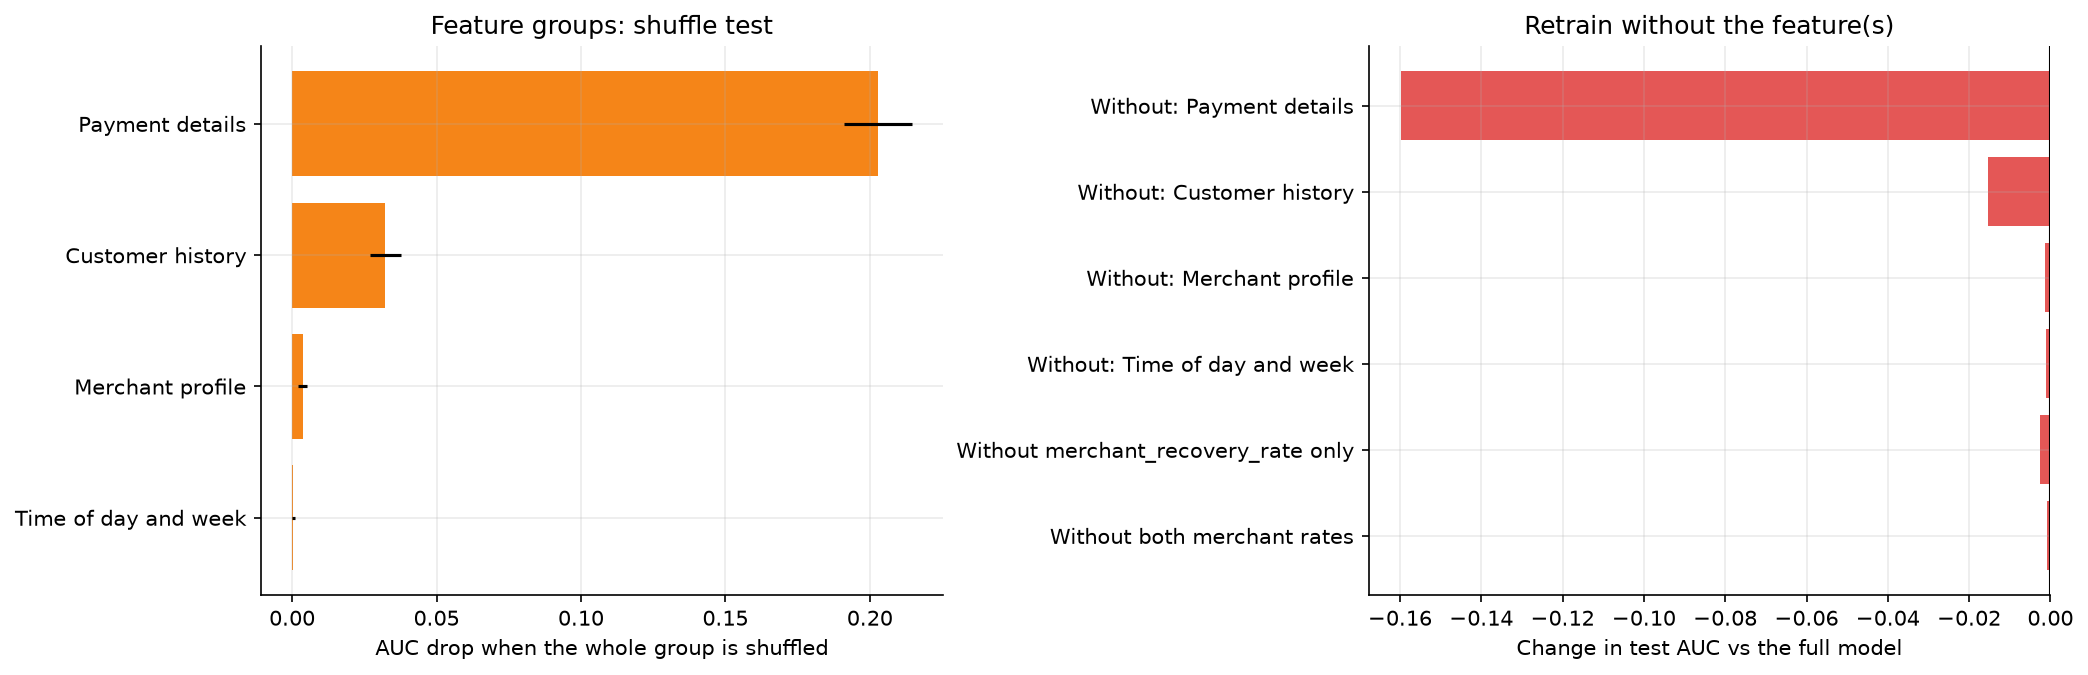 Feature groups: shuffle test
Payment details
Customer history
Merchant profile
Time of day and week
0.00 0.05 0.10 0.15 0.20
AUC drop when the whole group is shuffled
Retrain without the feature(s)
Without: Payment details
Without: Customer history
Without: Merchant profile
Without: Time of day and week
Without merchant_recovery_rate only
Without both merchant rates
−0.16 −0.14 −0.12 −0.10 −0.08 −0.06 −0.04 −0.02 0.00
Change in test AUC vs the full model